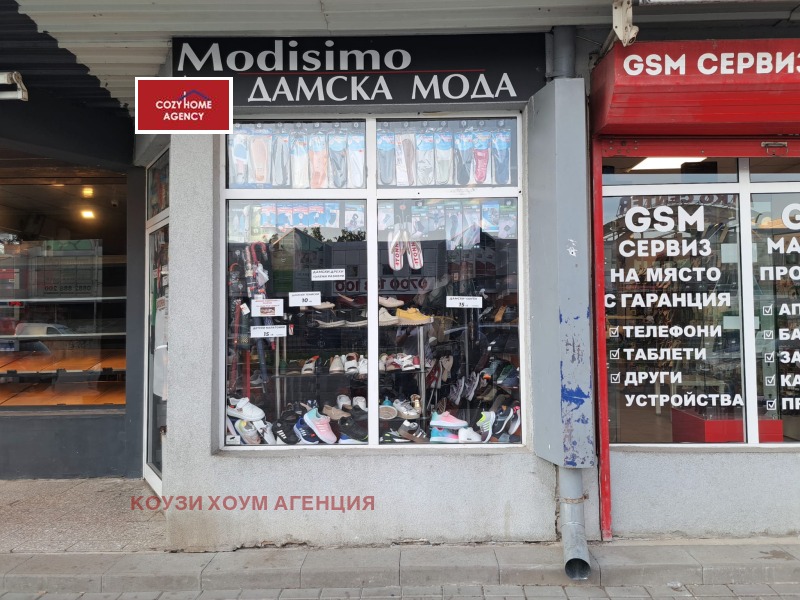 Modisimo
ДАМСКА МОДА
COZY HOME
AGENCY
GSM СЕРВИЗ
GSM
СЕРВИЗ
НА МЯСТО
С ГАРАНЦИЯ
☑ ТЕЛЕФОНИ
☑ ТАБЛЕТИ
☑ ДРУГИ
УСТРОЙСТВА
КОУЗИ ХОУМ АГЕНЦИЯ